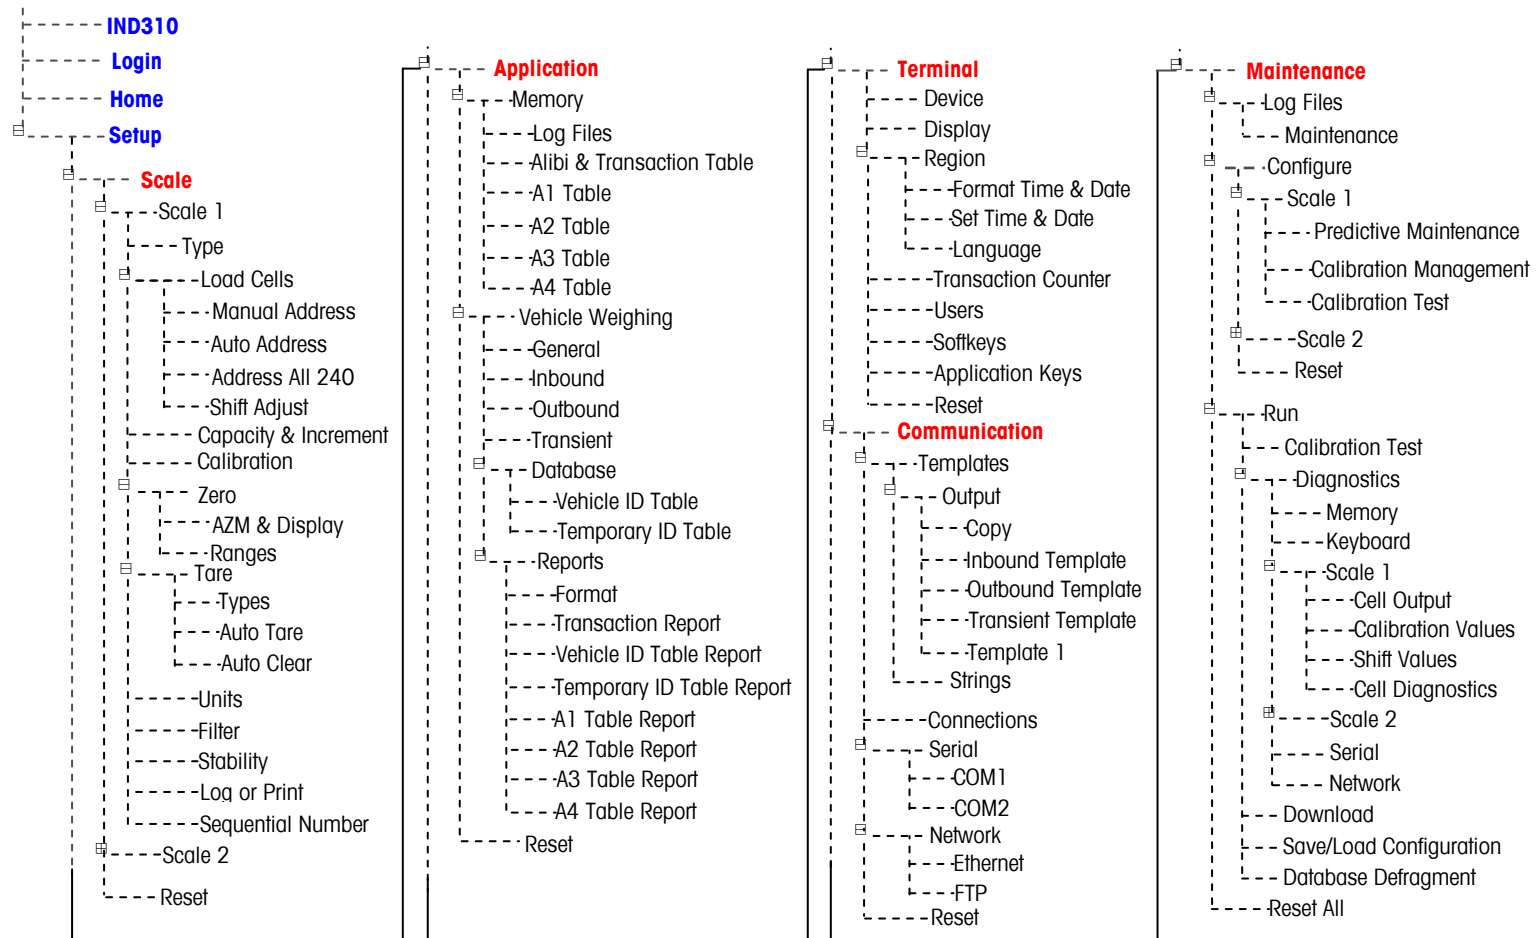 IND310
Login
Home
Setup
Scale
Scale 1
Type
Load Cells
Manual Address
Auto Address
Address All 240
Shift Adjust
Capacity & Increment
Calibration
Zero
AZM & Display
Ranges
Tare
Types
Auto Tare
Auto Clear
Units
Filter
Stability
Log or Print
Sequential Number
Scale 2
Reset
Application
Memory
Log Files
Alibi & Transaction Table
A1 Table
A2 Table
A3 Table
A4 Table
Vehicle Weighing
General
Inbound
Outbound
Transient
Database
Vehicle ID Table
Temporary ID Table
Reports
Format
Transaction Report
Vehicle ID Table Report
Temporary ID Table Report
A1 Table Report
A2 Table Report
A3 Table Report
A4 Table Report
Reset
Terminal
Device
Display
Region
Format Time & Date
Set Time & Date
Language
Transaction Counter
Users
Softkeys
Application Keys
Reset
Communication
Templates
Output
Copy
Inbound Template
Outbound Template
Transient Template
Template 1
Strings
Connections
Serial
COM1
COM2
Network
Ethernet
FTP
Reset
Maintenance
Log Files
Maintenance
Configure
Scale 1
Predictive Maintenance
Calibration Management
Calibration Test
Scale 2
Reset
Run
Calibration Test
Diagnostics
Memory
Keyboard
Scale 1
Cell Output
Calibration Values
Shift Values
Cell Diagnostics
Scale 2
Serial
Network
Download
Save/Load Configuration
Database Defragment
Reset All